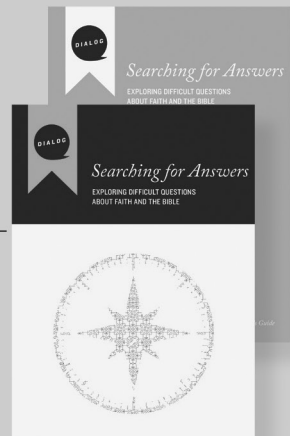 DIALOG
Searching for Answers
EXPLORING DIFFICULT QUESTIONS
ABOUT FAITH AND THE BIBLE
DIALOG
Searching for Answers
EXPLORING DIFFICULT QUESTIONS
ABOUT FAITH AND THE BIBLE
Guide